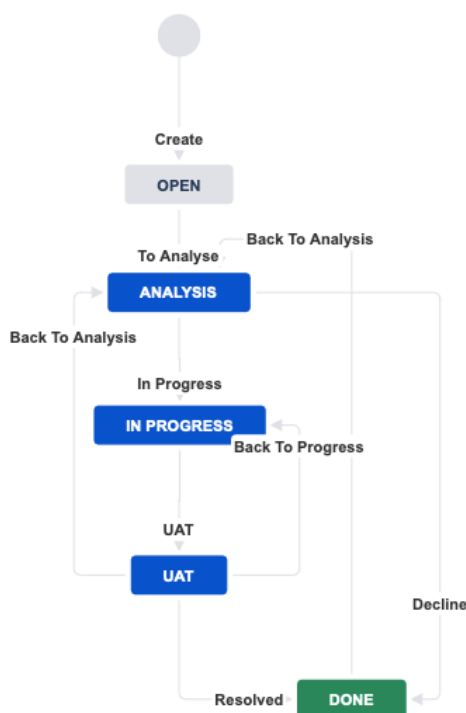 Create
OPEN
Back To Analysis
To Analyse
ANALYSIS
Back To Analysis
In Progress
IN PROGRESS
Back To Progress
UAT
UAT
Decline
Resolved
DONE